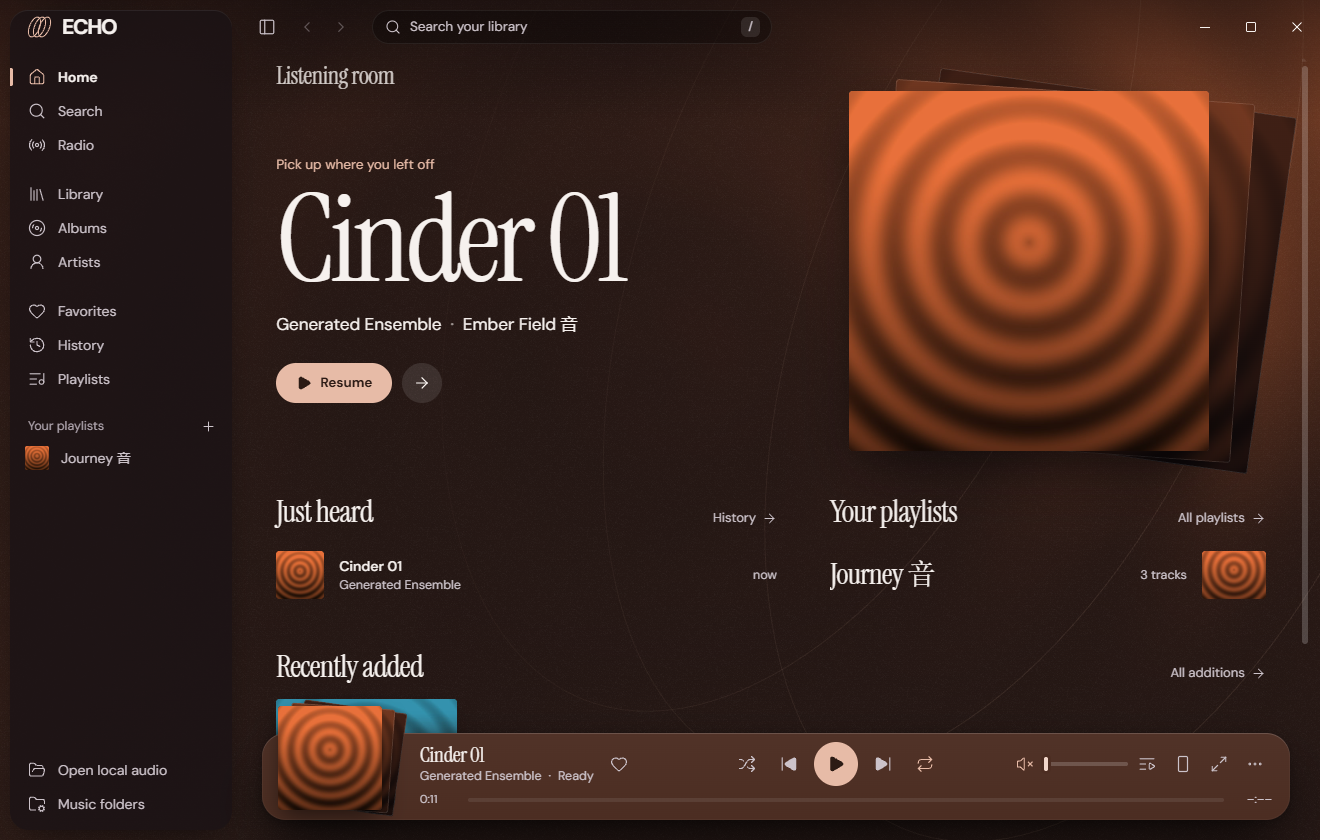 ECHO
Search your library
/
Home
Search
Radio
Library
Albums
Artists
Favorites
History
Playlists
Your playlists
Journey 音
Open local audio
Music folders
Listening room
Pick up where you left off
Cinder 01
Generated Ensemble · Ember Field 音
Resume
Just heard
History
Cinder 01
Generated Ensemble
now
Your playlists
All playlists
Journey 音
3 tracks
Recently added
All additions
Cinder 01
Generated Ensemble · Ready
0:11
–:––